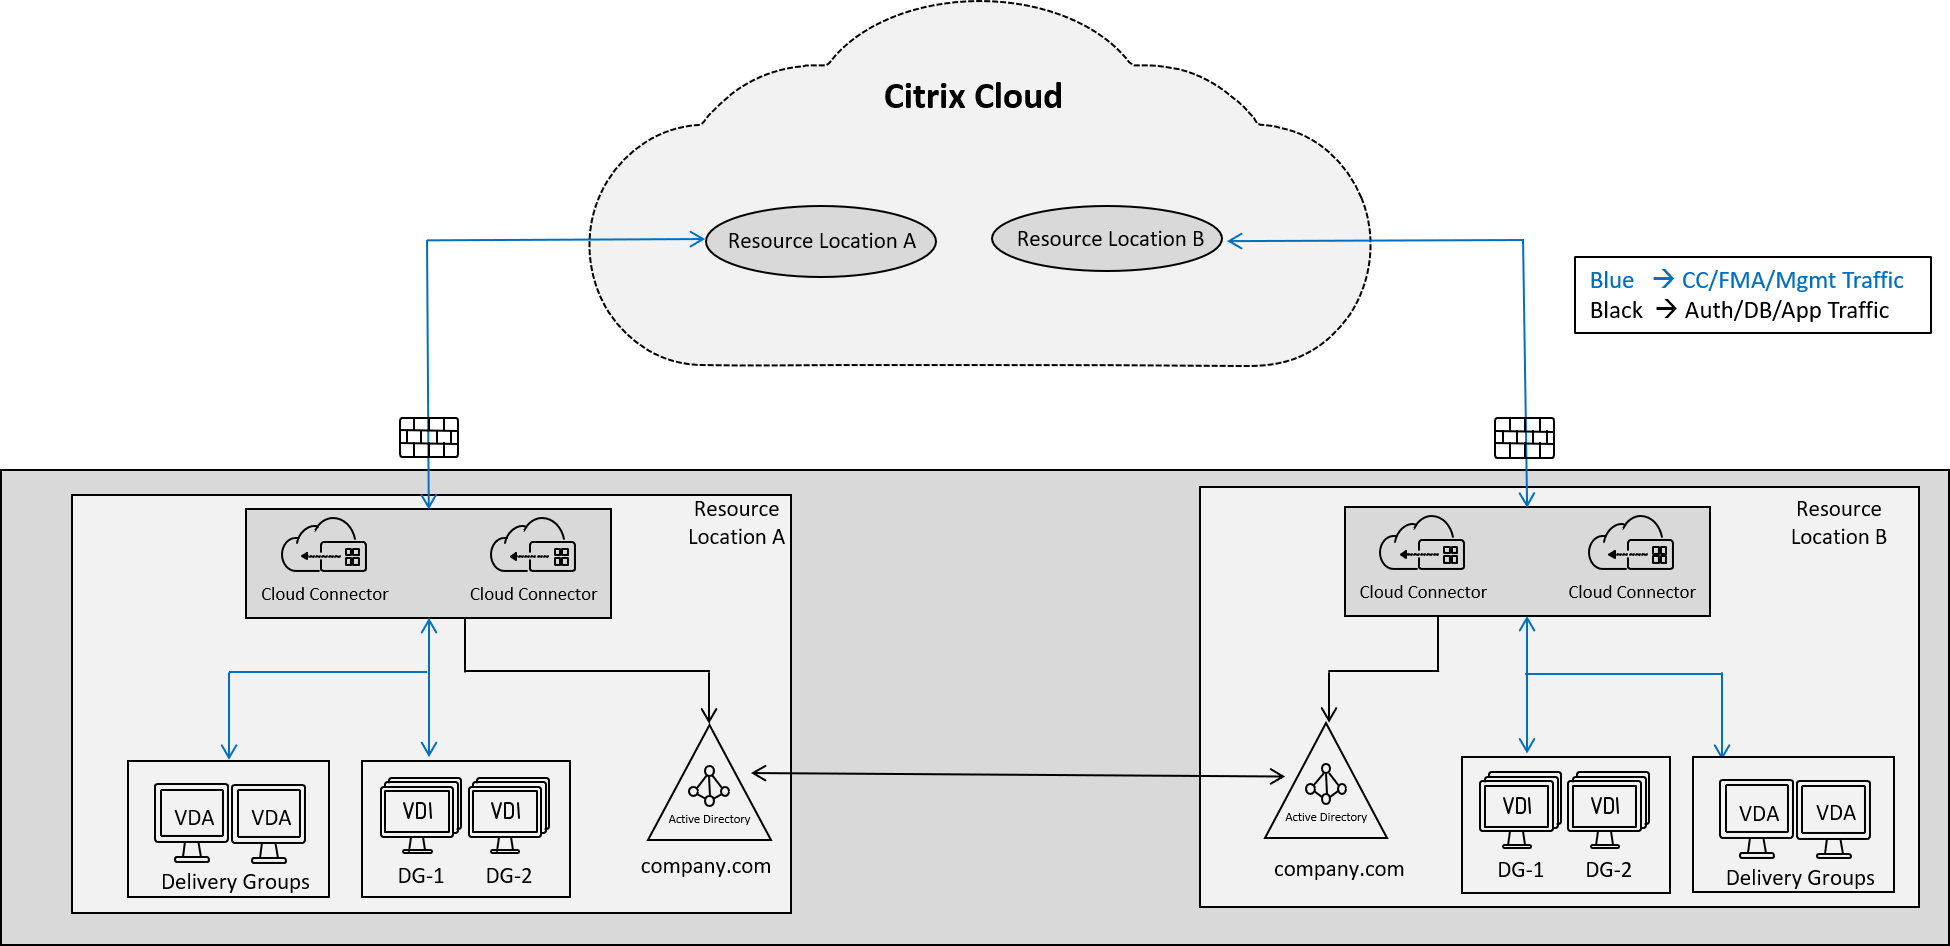 Citrix Cloud
Resource Location A
Resource Location B
Blue → CC/FMA/Mgmt Traffic
Black → Auth/DB/App Traffic
Resource
Location A
Cloud Connector
Cloud Connector
VDA
VDA
Delivery Groups
VDI
VDI
DG-1
DG-2
Active Directory
company.com
Resource
Location B
Cloud Connector
Cloud Connector
Active Directory
company.com
VDI
VDI
DG-1
DG-2
VDA
VDA
Delivery Groups